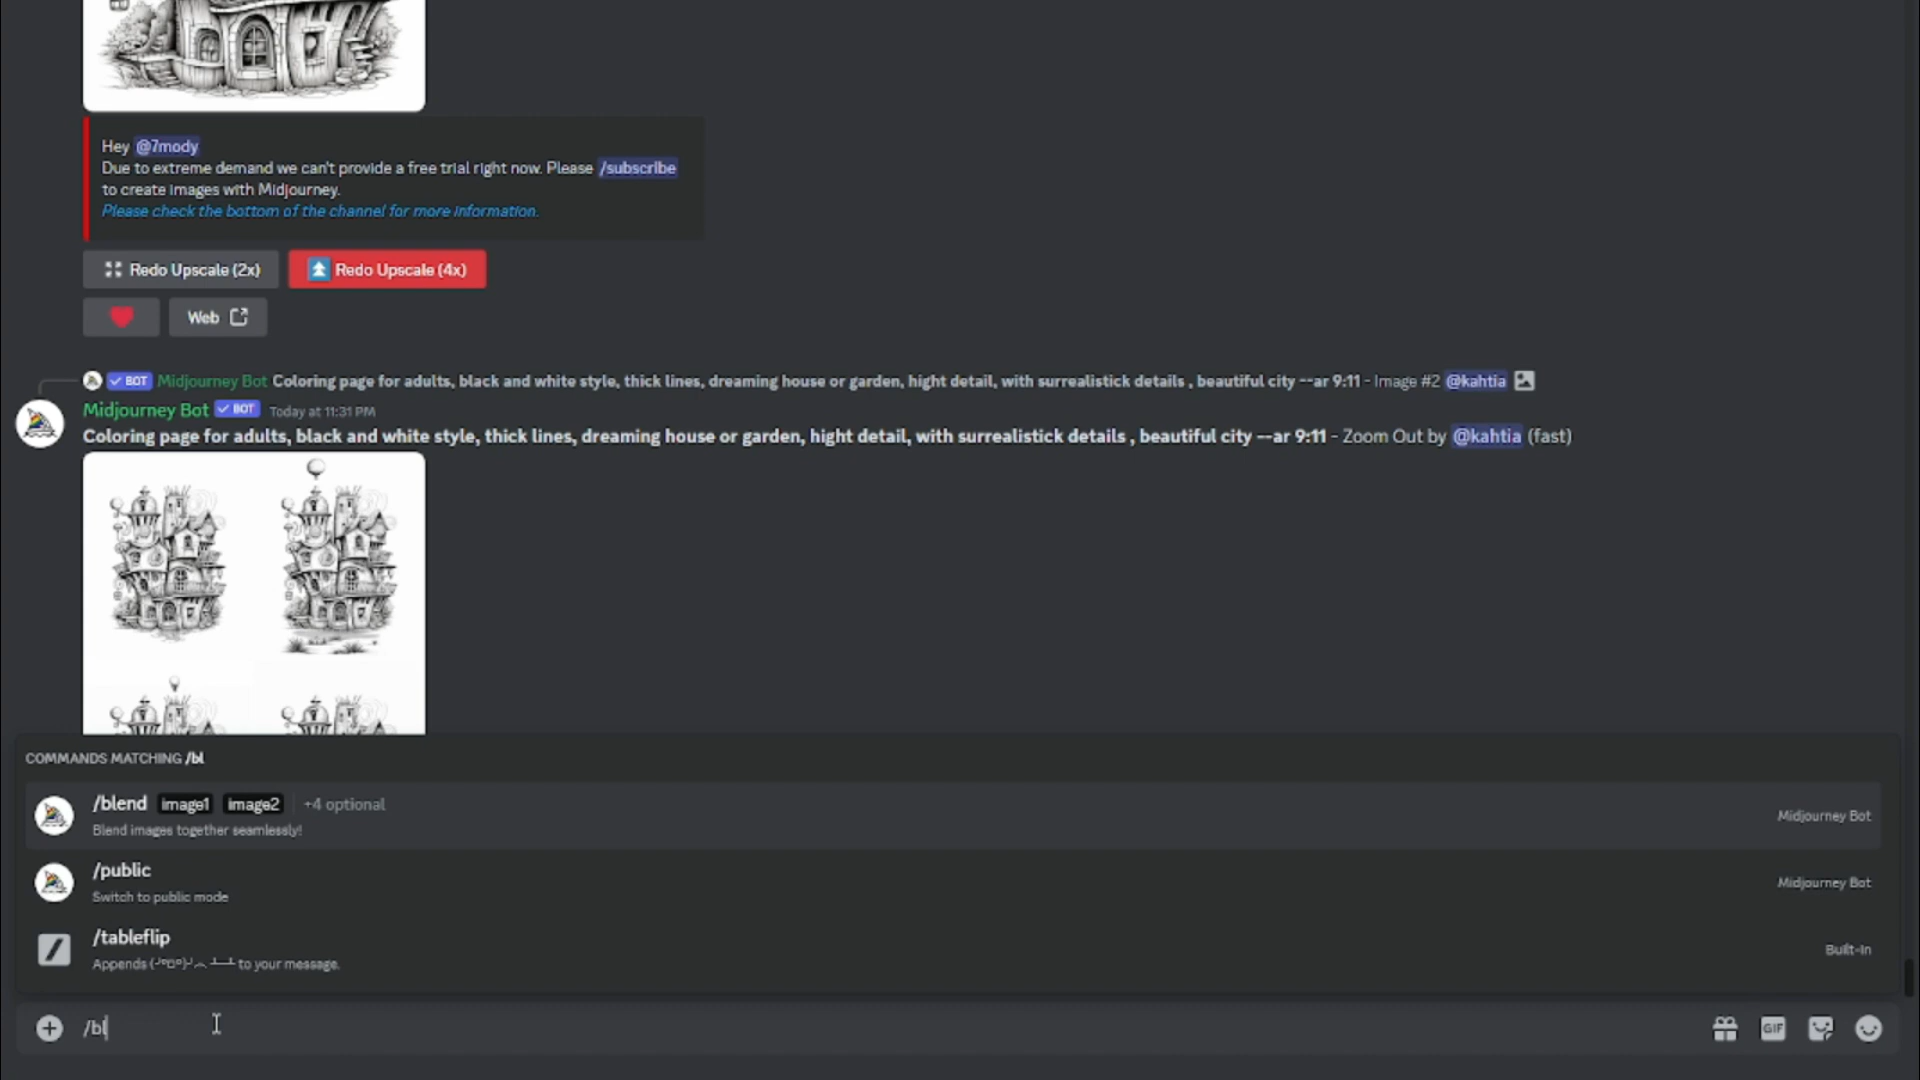 Hey @7mody
Due to extreme demand we can't provide a free trial right now. Please /subscribe
to create images with Midjourney.
Please check the bottom of the channel for more information.
Redo Upscale (2x) Redo Upscale (4x)
Web
BOT Midjourney Bot Coloring page for adults, black and white style, thick lines, dreaming house or garden, hight detail, with surrealistick details , beautiful city --ar 9:11 - Image #2 @kahtia
Midjourney Bot BOT Today at 11:31 PM
Coloring page for adults, black and white style, thick lines, dreaming house or garden, hight detail, with surrealistick details , beautiful city --ar 9:11 - Zoom Out by @kahtia (fast)
COMMANDS MATCHING /bl
/blend image1 image2 +4 optional
Blend images together seamlessly!
Midjourney Bot
/public
Switch to public mode
Midjourney Bot
/tableflip
Appends (╯°□°)╯︵ ┻━┻ to your message.
Built-In
/bl
GIF